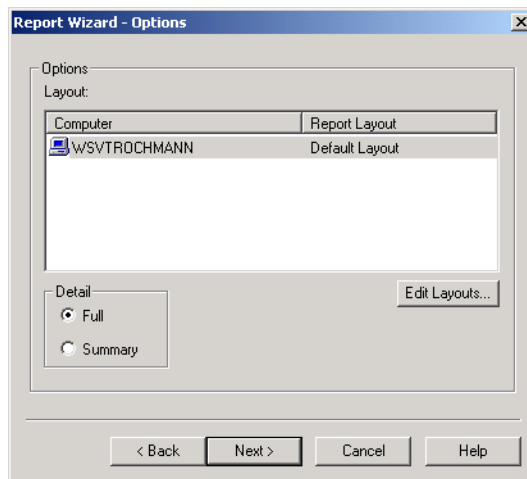 Report Wizard - Options
Options
Layout:
Computer Report Layout
WSVTROCHMANN Default Layout
Detail
Full
Summary
Edit Layouts...
< Back Next > Cancel Help